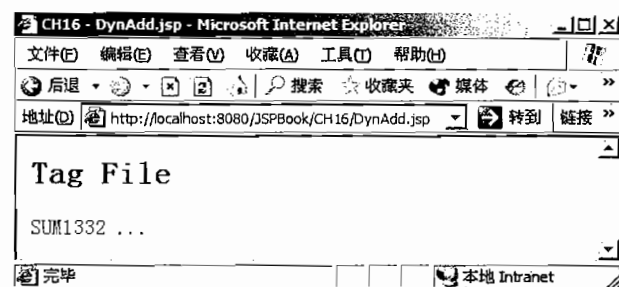 CH16 - DynAdd.jsp - Microsoft Internet Explorer
文件(F) 编辑(E) 查看(V) 收藏(A) 工具(T) 帮助(H)
后退 搜索 收藏夹 媒体 »
地址(D) http://localhost:8080/JSPBook/CH16/DynAdd.jsp 转到 链接 »
Tag File
SUM1332 ...
完毕 本地 Intranet